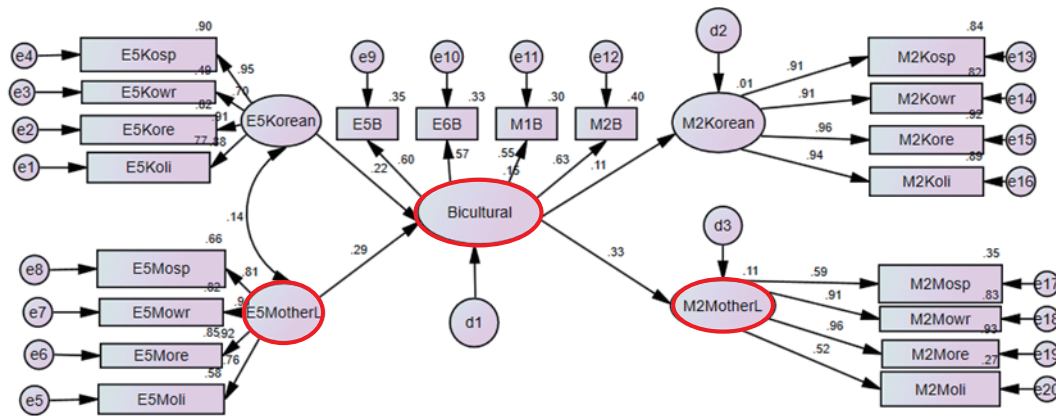 .90
e4
E5Kosp
.95
.49
e3
E5Kowr
.70
.82
e2
E5Kore
.91
E5Korean
.77
.88
e1
E5Koli
e9
e10
e11
e12
.35
.33
.30
.40
E5B
E6B
M1B
M2B
.60
.57
.55
.63
.22
.15
.11
Bicultural
.14
.29
.33
d1
d2
.01
M2Korean
.84
.91
M2Kosp
e13
.82
.91
M2Kowr
e14
.92
.96
M2Kore
e15
.89
.94
M2Koli
e16
.66
e8
E5Mosp
.81
.82
e7
E5Mowr
E5MotherL
.85
.92
e6
E5More
.76
.58
e5
E5Moli
d3
.11
M2MotherL
.35
.59
M2Mosp
e17
.83
.91
M2Mowr
e18
.93
.96
M2More
e19
.27
.52
M2Moli
e20